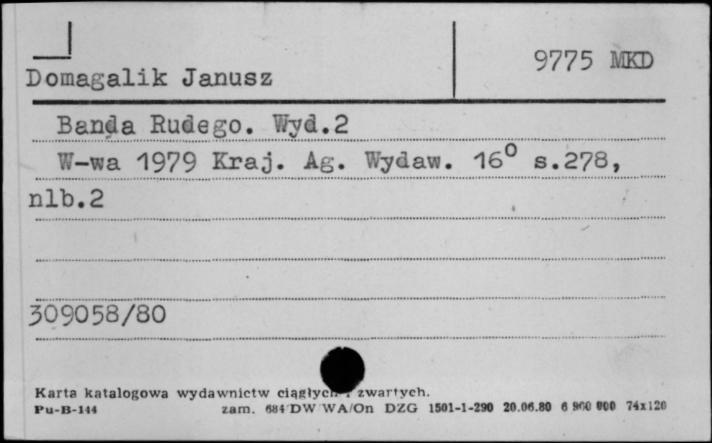 9775 MKD
Domagalik Janusz
Banda Rudego. Wyd.2
W-wa 1979 Kraj. Ag. Wydaw. 16⁰ s.278,
nlb.2
309058/80
Karta katalogowa wydawnictw ciągłych i zwartych.
Pu-B-144 zam. 684 DW WA/On DZG 1501-1-290 20.06.80 6 900 000 74x120